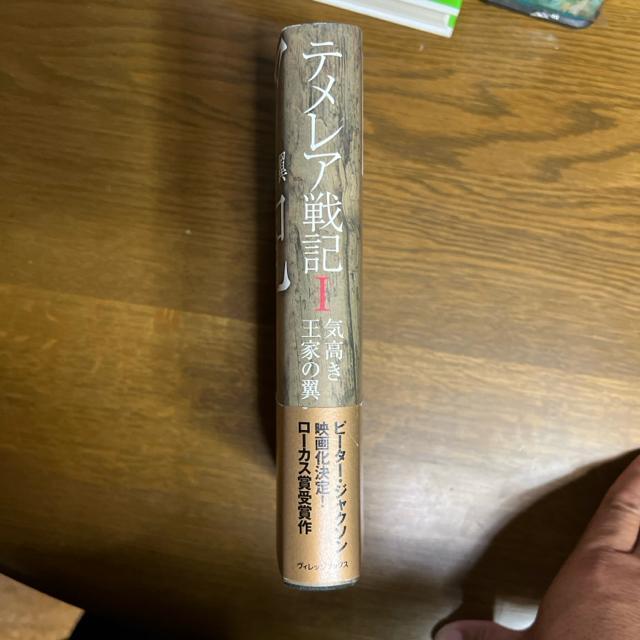 テメレア戦記
I
気高き
王家の翼
ピーター・ジャクソン
映画化決定!
ローカス賞受賞作
ヴィレッジブックス